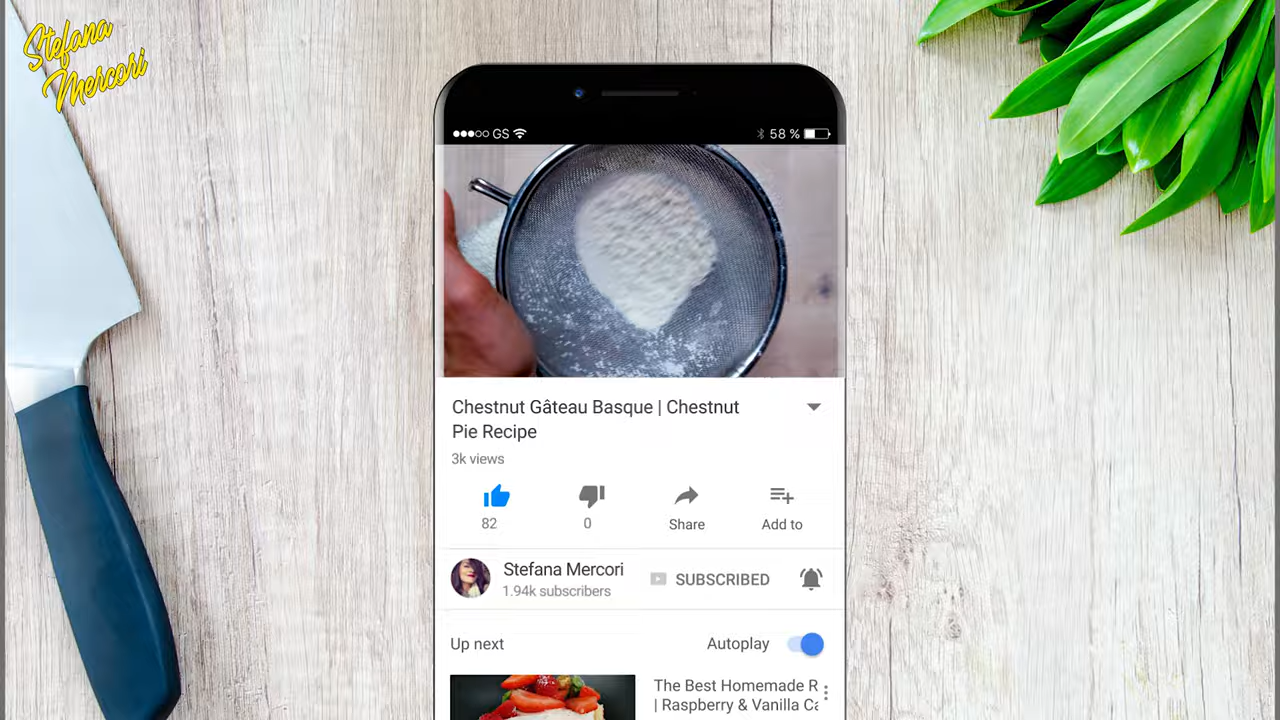 Stefana
Mercori
GS
58 %
Chestnut Gâteau Basque | Chestnut
Pie Recipe
3k views
82
0
Share
Add to
Stefana Mercori
1.94k subscribers
SUBSCRIBED
Up next
Autoplay
The Best Homemade R
| Raspberry & Vanilla Ca